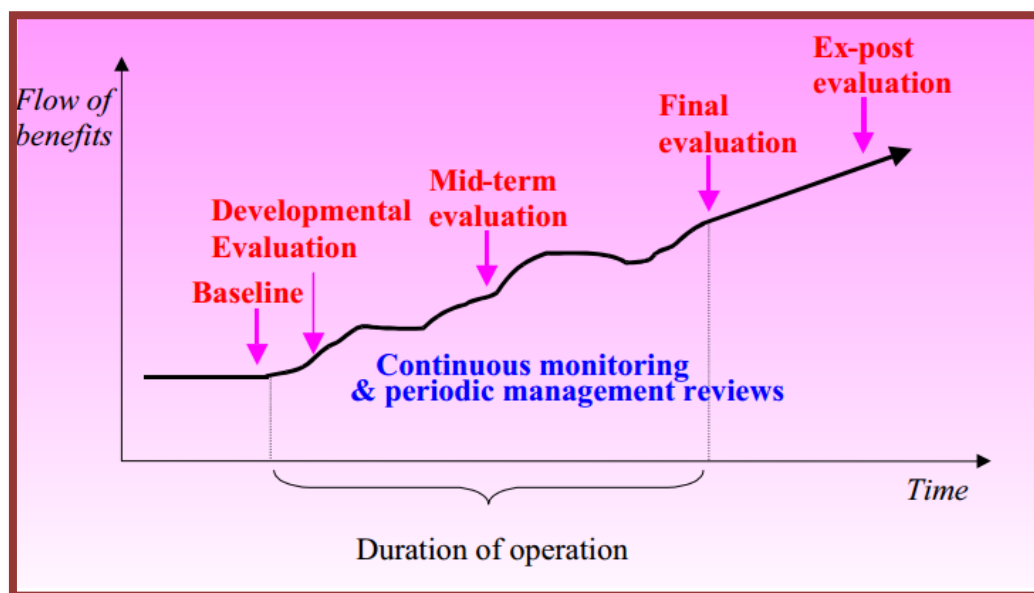 Ex-post
evaluation
Flow of
benefits
Final
evaluation
Mid-term
evaluation
Developmental
Evaluation
Baseline
Continuous monitoring
& periodic management reviews
Time
Duration of operation